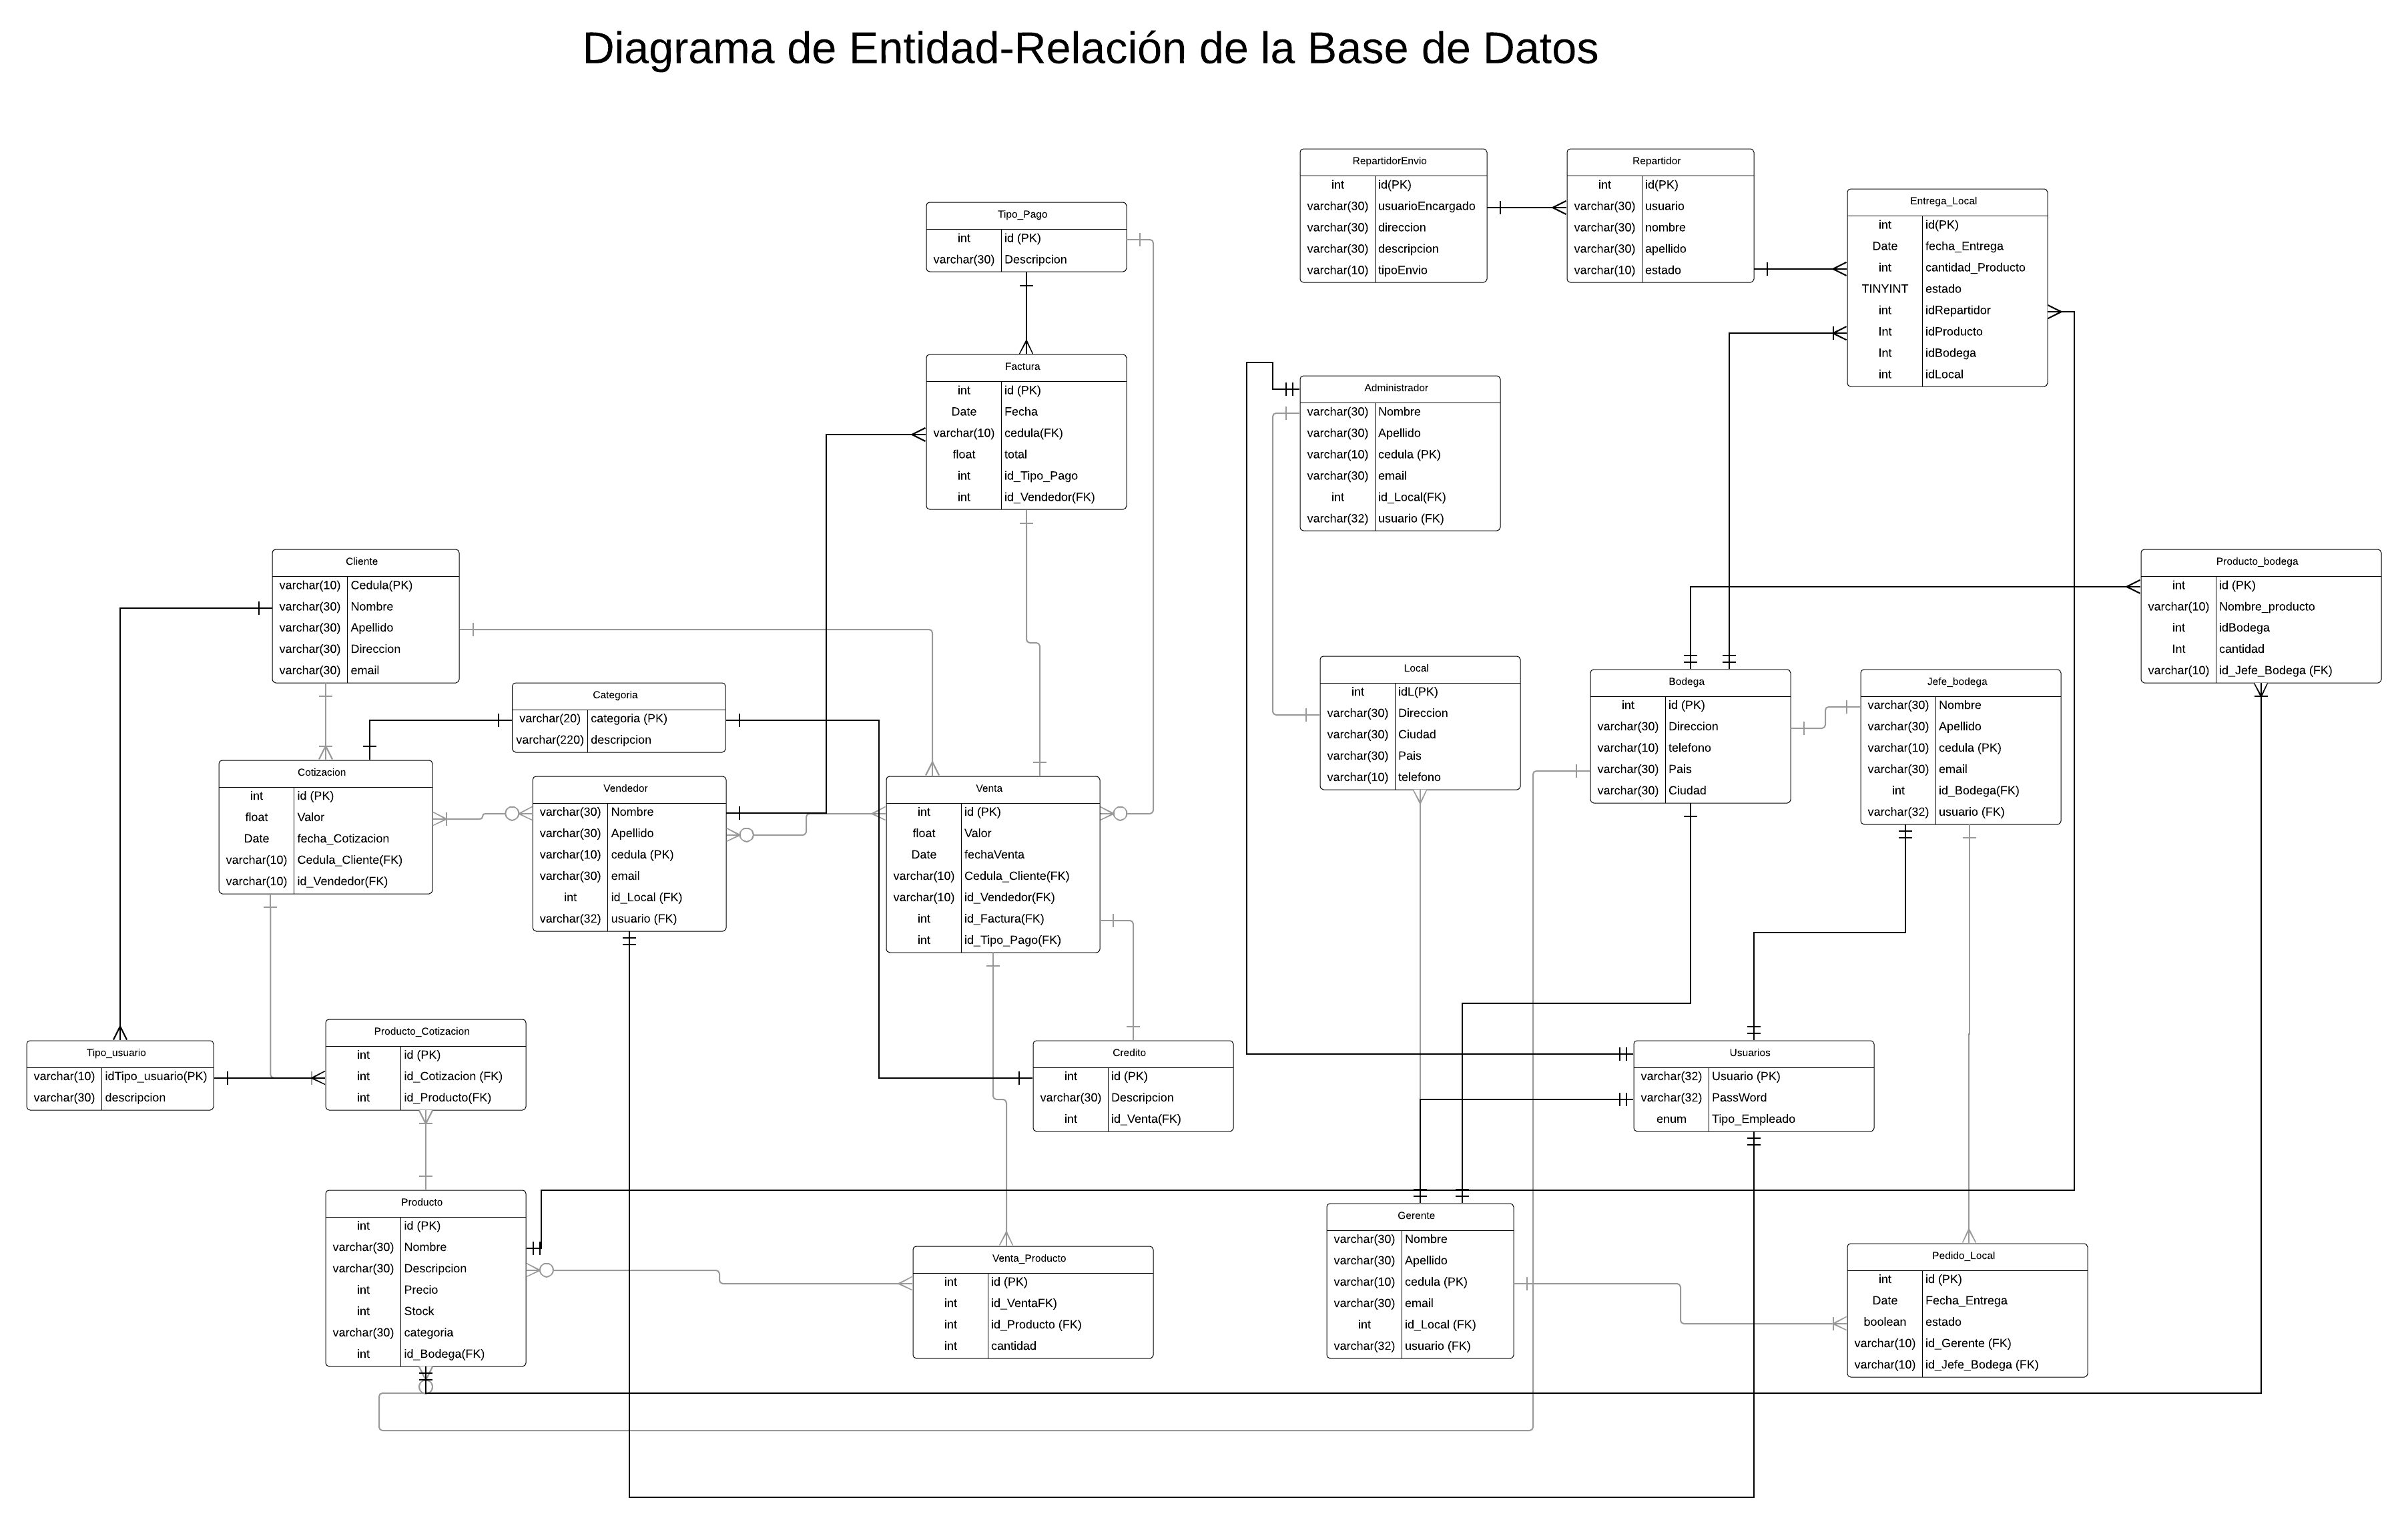 Diagrama de Entidad-Relación de la Base de Datos
RepartidorEnvio
int id(PK)
varchar(30) usuarioEncargado
varchar(30) direccion
varchar(30) descripcion
varchar(10) tipoEnvio
Repartidor
int id(PK)
varchar(30) usuario
varchar(30) nombre
varchar(30) apellido
varchar(10) estado
Entrega_Local
int id(PK)
Date fecha_Entrega
int cantidad_Producto
TINYINT estado
int idRepartidor
Int idProducto
Int idBodega
int idLocal
Tipo_Pago
int id (PK)
varchar(30) Descripcion
Factura
int id (PK)
Date Fecha
varchar(10) cedula(FK)
float total
int id_Tipo_Pago
int id_Vendedor(FK)
Administrador
varchar(30) Nombre
varchar(30) Apellido
varchar(10) cedula (PK)
varchar(30) email
int id_Local(FK)
varchar(32) usuario (FK)
Cliente
varchar(10) Cedula(PK)
varchar(30) Nombre
varchar(30) Apellido
varchar(30) Direccion
varchar(30) email
Producto_bodega
int id (PK)
varchar(10) Nombre_producto
int idBodega
Int cantidad
varchar(10) id_Jefe_Bodega (FK)
Categoria
varchar(20) categoria (PK)
varchar(220) descripcion
Local
int idL(PK)
varchar(30) Direccion
varchar(30) Ciudad
varchar(30) Pais
varchar(10) telefono
Bodega
int id (PK)
varchar(30) Direccion
varchar(10) telefono
varchar(30) Pais
varchar(30) Ciudad
Jefe_bodega
varchar(30) Nombre
varchar(30) Apellido
varchar(10) cedula (PK)
varchar(30) email
int id_Bodega(FK)
varchar(32) usuario (FK)
Cotizacion
int id (PK)
float Valor
Date fecha_Cotizacion
varchar(10) Cedula_Cliente(FK)
varchar(10) id_Vendedor(FK)
Vendedor
varchar(30) Nombre
varchar(30) Apellido
varchar(10) cedula (PK)
varchar(30) email
int id_Local (FK)
varchar(32) usuario (FK)
Venta
int id (PK)
float Valor
Date fechaVenta
varchar(10) Cedula_Cliente(FK)
varchar(10) id_Vendedor(FK)
int id_Factura(FK)
int id_Tipo_Pago(FK)
Tipo_usuario
varchar(10) idTipo_usuario(PK)
varchar(30) descripcion
Producto_Cotizacion
int id (PK)
int id_Cotizacion (FK)
int id_Producto(FK)
Credito
int id (PK)
varchar(30) Descripcion
int id_Venta(FK)
Usuarios
varchar(32) Usuario (PK)
varchar(32) PassWord
enum Tipo_Empleado
Producto
int id (PK)
varchar(30) Nombre
varchar(30) Descripcion
int Precio
int Stock
varchar(30) categoria
int id_Bodega(FK)
Venta_Producto
int id (PK)
int id_VentaFK)
int id_Producto (FK)
int cantidad
Gerente
varchar(30) Nombre
varchar(30) Apellido
varchar(10) cedula (PK)
varchar(30) email
int id_Local (FK)
varchar(32) usuario (FK)
Pedido_Local
int id (PK)
Date Fecha_Entrega
boolean estado
varchar(10) id_Gerente (FK)
varchar(10) id_Jefe_Bodega (FK)